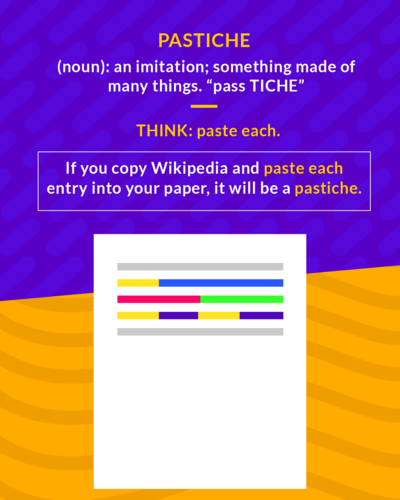 PASTICHE
(noun): an imitation; something made of
many things. “pass TICHE”
THINK: paste each.
If you copy Wikipedia and paste each
entry into your paper, it will be a pastiche.